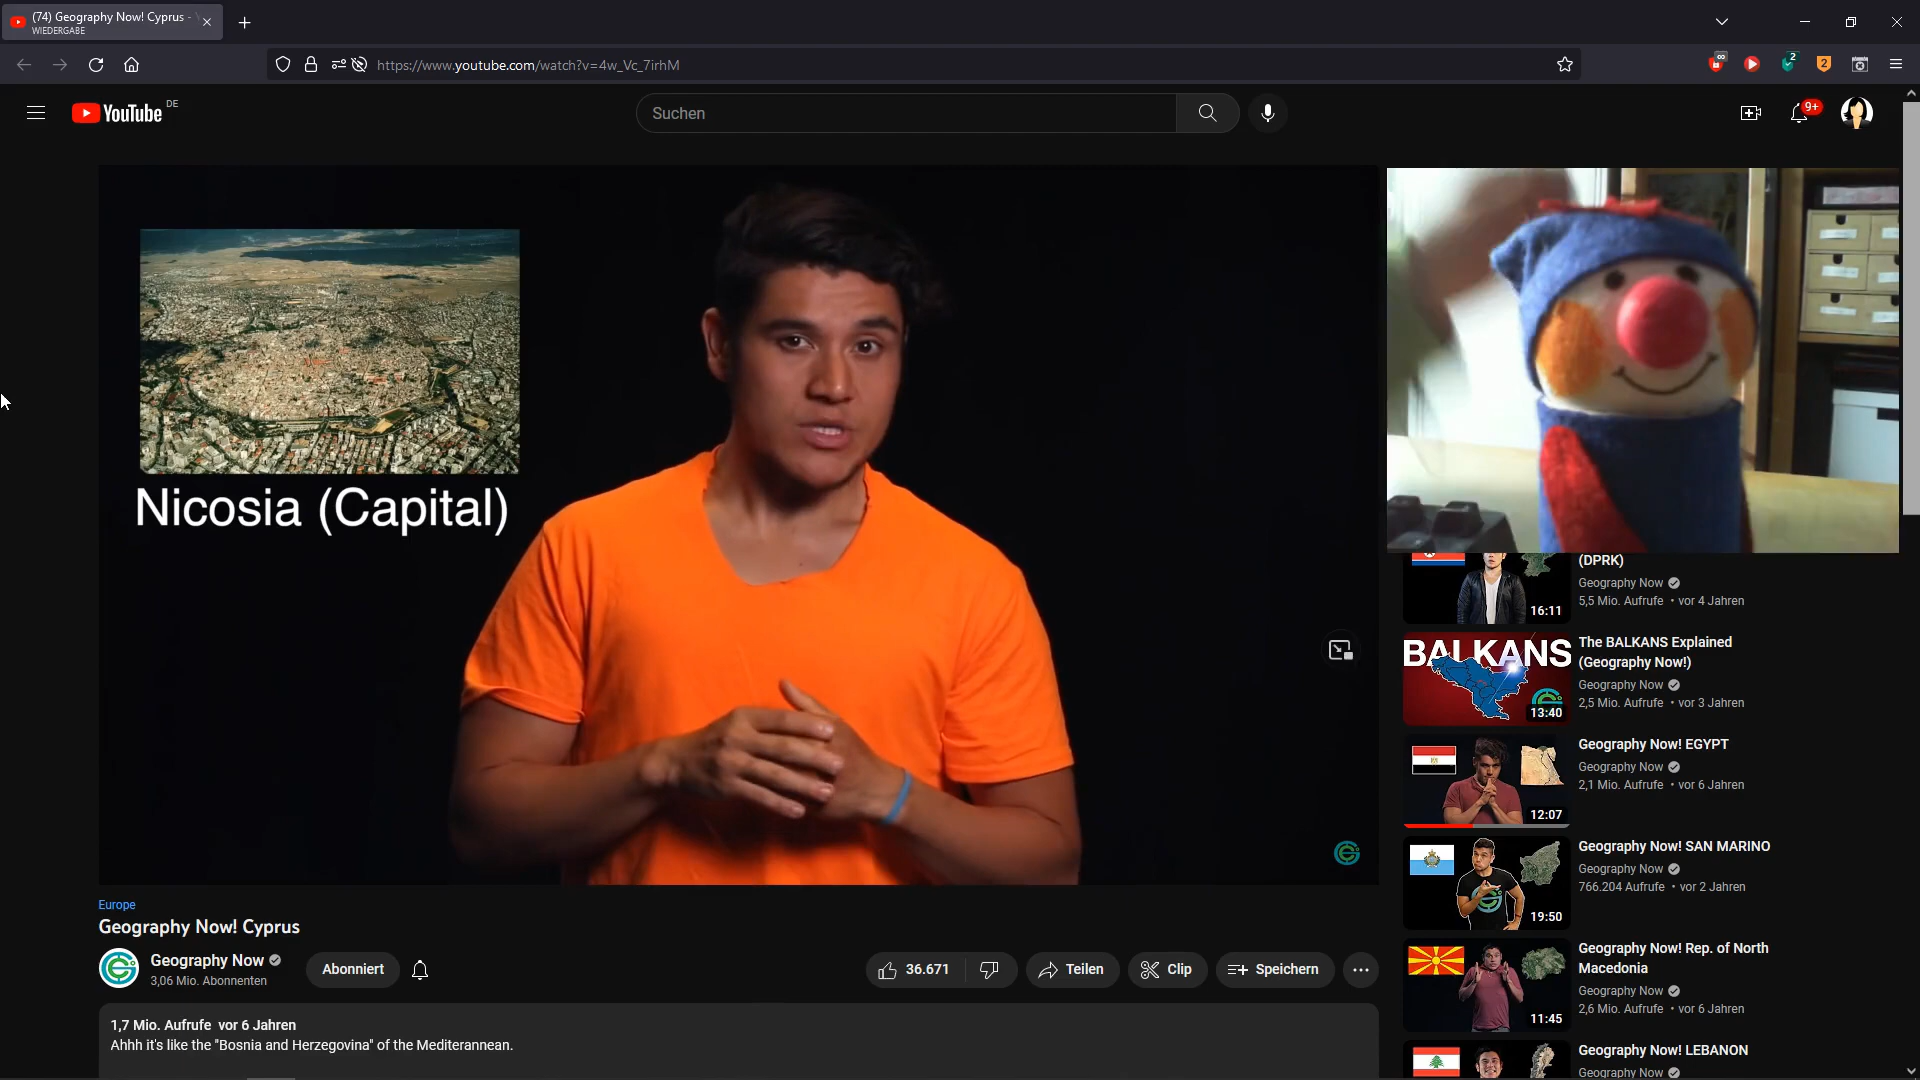 (74) Geography Now! Cyprus -
WIEDERGABE
https://www.youtube.com/watch?v=4w_Vc_7irhM
∞
2
2
YouTube DE
Suchen
9+
Nicosia (Capital)
Europe
Geography Now! Cyprus
Geography Now
3,06 Mio. Abonnenten
Abonniert
36.671
Teilen
Clip
Speichern
1,7 Mio. Aufrufe vor 6 Jahren
Ahhh it's like the "Bosnia and Herzegovina" of the Mediterannean.
(DPRK)
Geography Now
5,5 Mio. Aufrufe • vor 4 Jahren
16:11
BALKANS
13:40
The BALKANS Explained
(Geography Now!)
Geography Now
2,5 Mio. Aufrufe • vor 3 Jahren
12:07
Geography Now! EGYPT
Geography Now
2,1 Mio. Aufrufe • vor 6 Jahren
19:50
Geography Now! SAN MARINO
Geography Now
766.204 Aufrufe • vor 2 Jahren
11:45
Geography Now! Rep. of North
Macedonia
Geography Now
2,6 Mio. Aufrufe • vor 6 Jahren
Geography Now! LEBANON
Geography Now